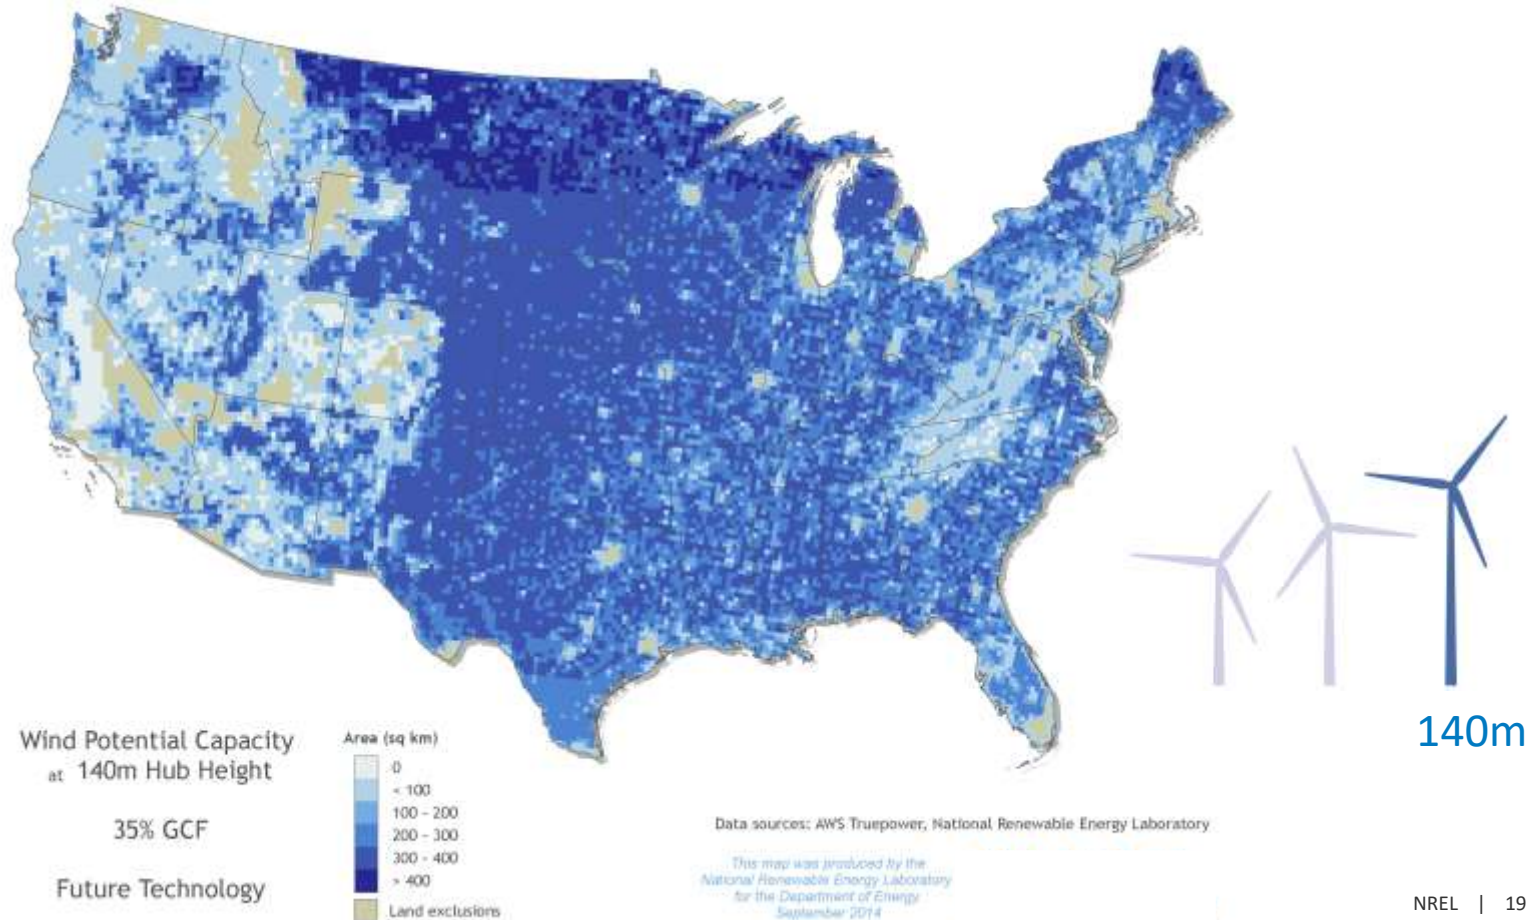 140m
Wind Potential Capacity
at 140m Hub Height
35% GCF
Future Technology
Area (sq km)
0
< 100
100 - 200
200 - 300
300 - 400
> 400
Land exclusions
Data sources: AWS Truepower, National Renewable Energy Laboratory
This map was produced by the
National Renewable Energy Laboratory
for the Department of Energy
September 2014
NREL | 19